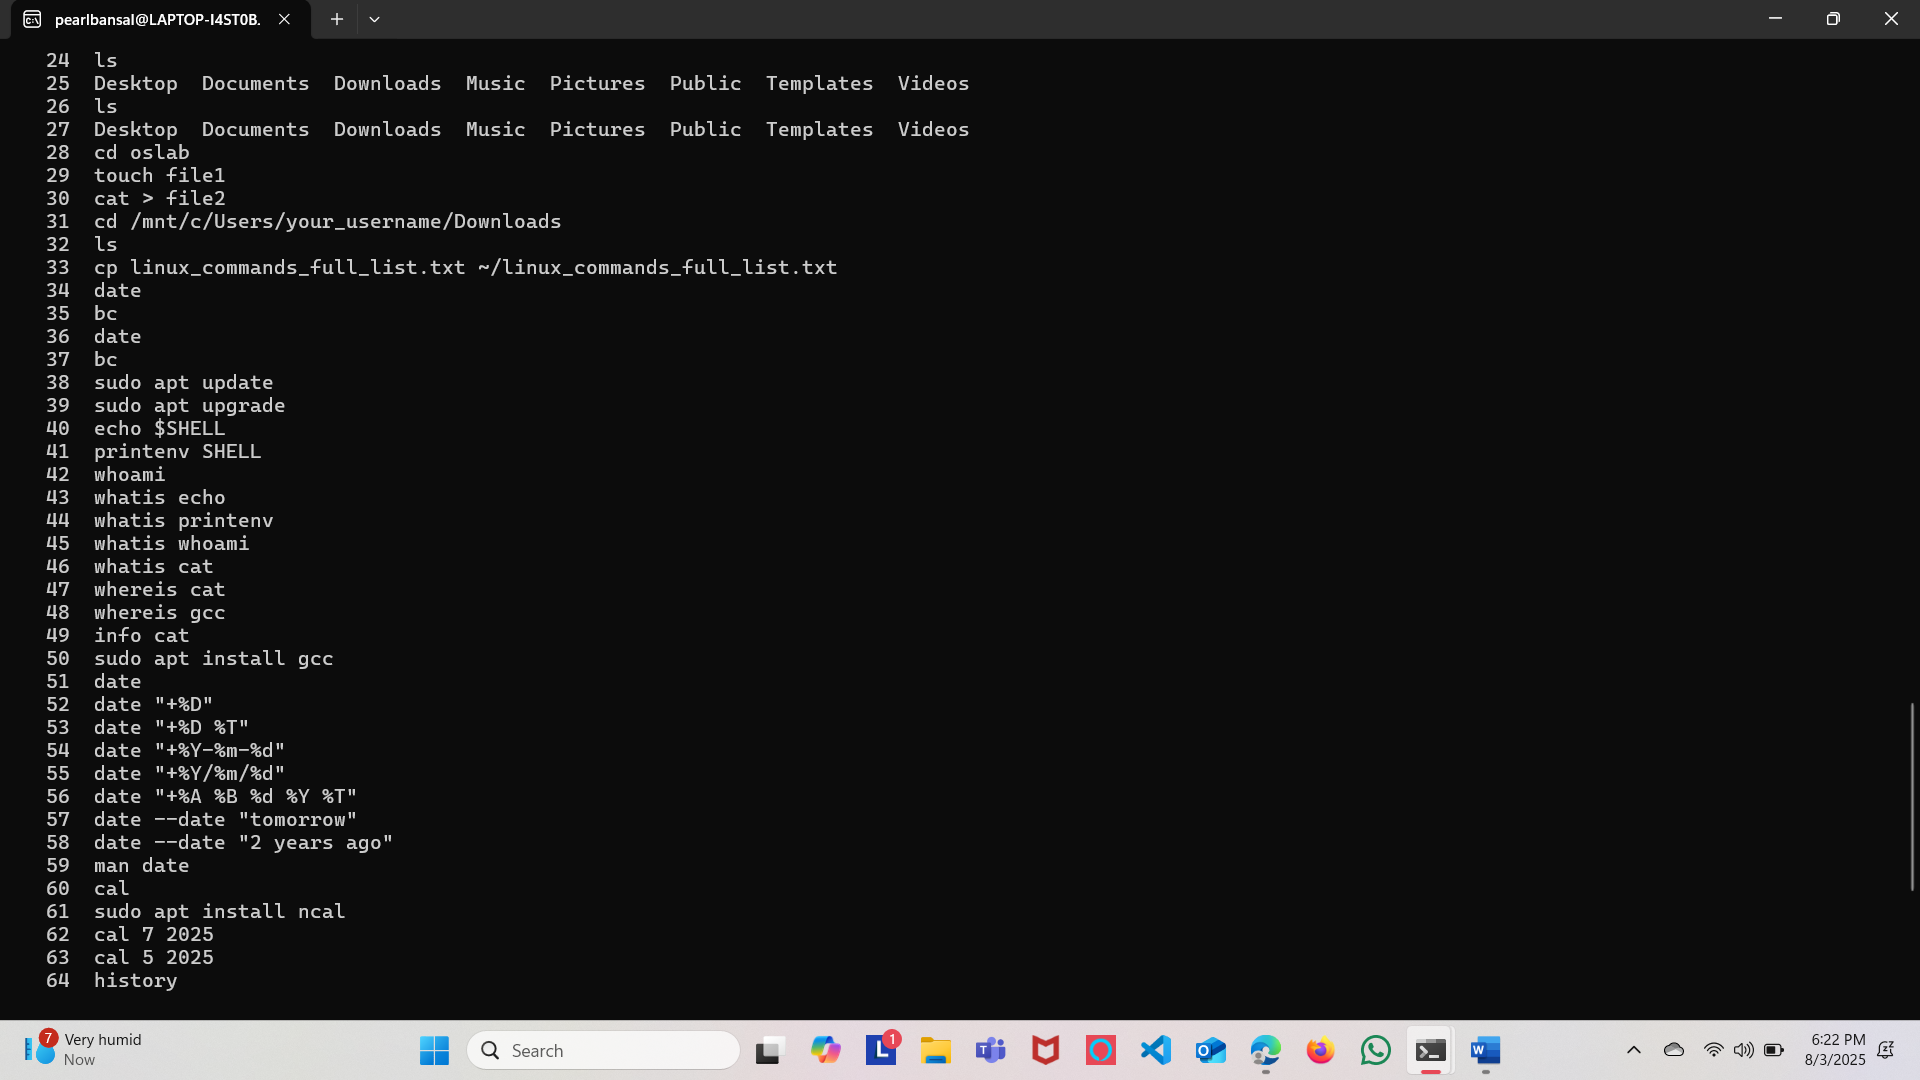 pearlbansal@LAPTOP-I4ST0B.
24  ls
25  Desktop  Documents  Downloads  Music  Pictures  Public  Templates  Videos
26  ls
27  Desktop  Documents  Downloads  Music  Pictures  Public  Templates  Videos
28  cd oslab
29  touch file1
30  cat > file2
31  cd /mnt/c/Users/your_username/Downloads
32  ls
33  cp linux_commands_full_list.txt ~/linux_commands_full_list.txt
34  date
35  bc
36  date
37  bc
38  sudo apt update
39  sudo apt upgrade
40  echo $SHELL
41  printenv SHELL
42  whoami
43  whatis echo
44  whatis printenv
45  whatis whoami
46  whatis cat
47  whereis cat
48  whereis gcc
49  info cat
50  sudo apt install gcc
51  date
52  date "+%D"
53  date "+%D %T"
54  date "+%Y-%m-%d"
55  date "+%Y/%m/%d"
56  date "+%A %B %d %Y %T"
57  date --date "tomorrow"
58  date --date "2 years ago"
59  man date
60  cal
61  sudo apt install ncal
62  cal 7 2025
63  cal 5 2025
64  history
7 Very humid
Now
Search
1
6:22 PM
8/3/2025